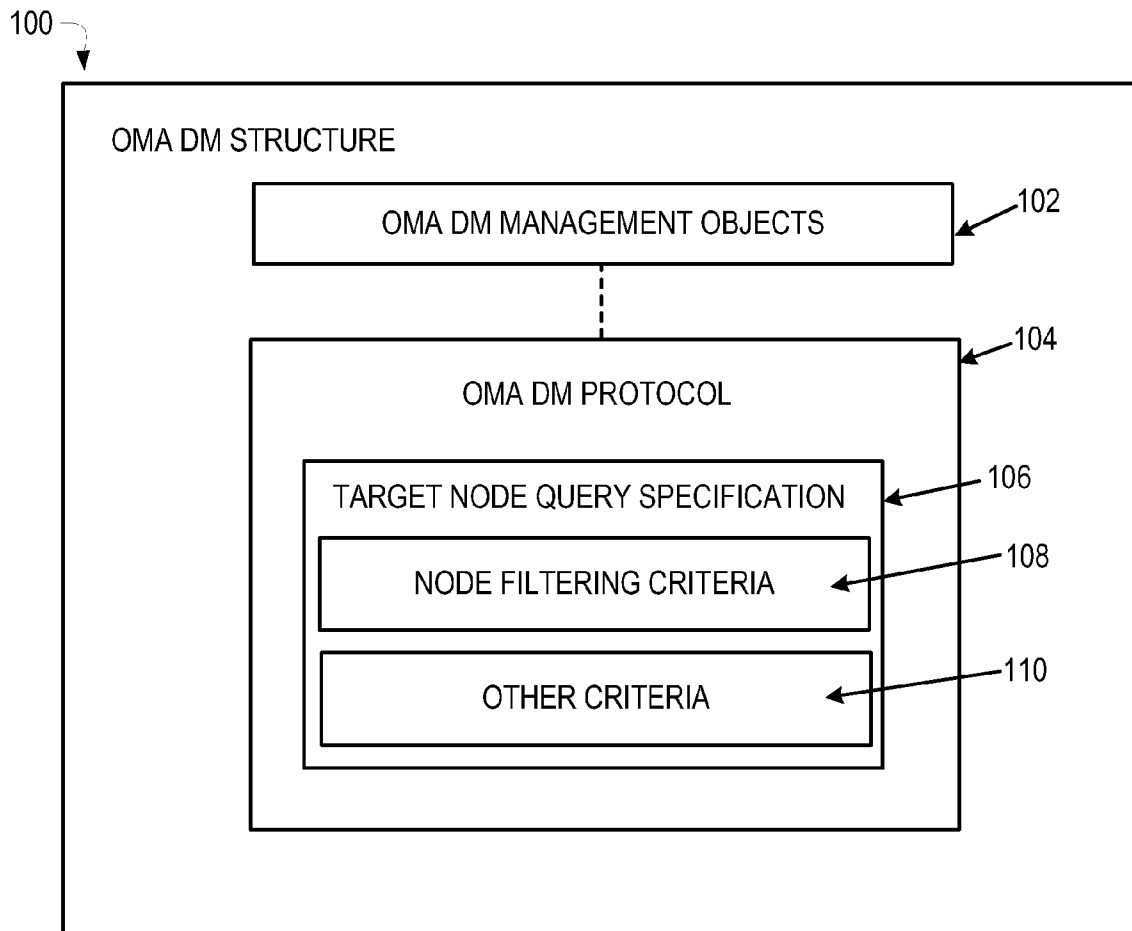 100
OMA DM STRUCTURE
OMA DM MANAGEMENT OBJECTS
102
104
OMA DM PROTOCOL
106
TARGET NODE QUERY SPECIFICATION
108
NODE FILTERING CRITERIA
110
OTHER CRITERIA